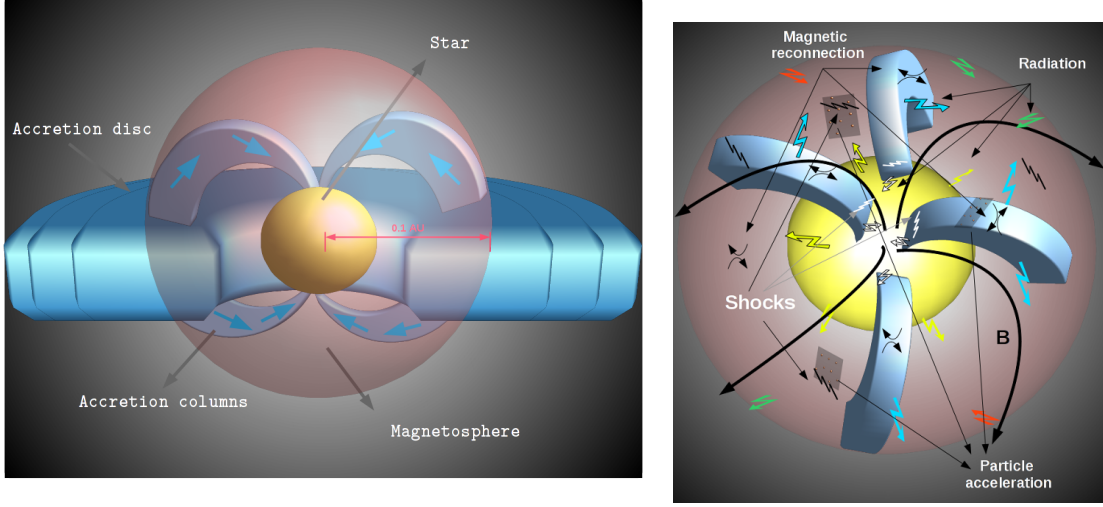 Star
Accretion disc
0.1 AU
Accretion columns
Magnetosphere
Magnetic
reconnection
Radiation
Shocks
B
Particle
acceleration